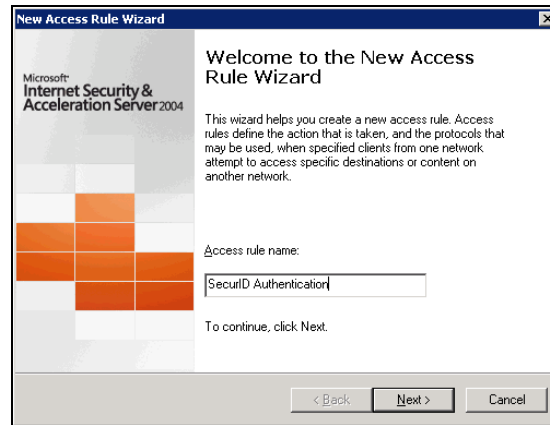 New Access Rule Wizard
Microsoft
Internet Security &
Acceleration Server 2004
Welcome to the New Access
Rule Wizard
This wizard helps you create a new access rule. Access
rules define the action that is taken, and the protocols that
may be used, when specified clients from one network
attempt to access specific destinations or content on
another network.
Access rule name:
SecurID Authentication
To continue, click Next.
< Back
Next >
Cancel